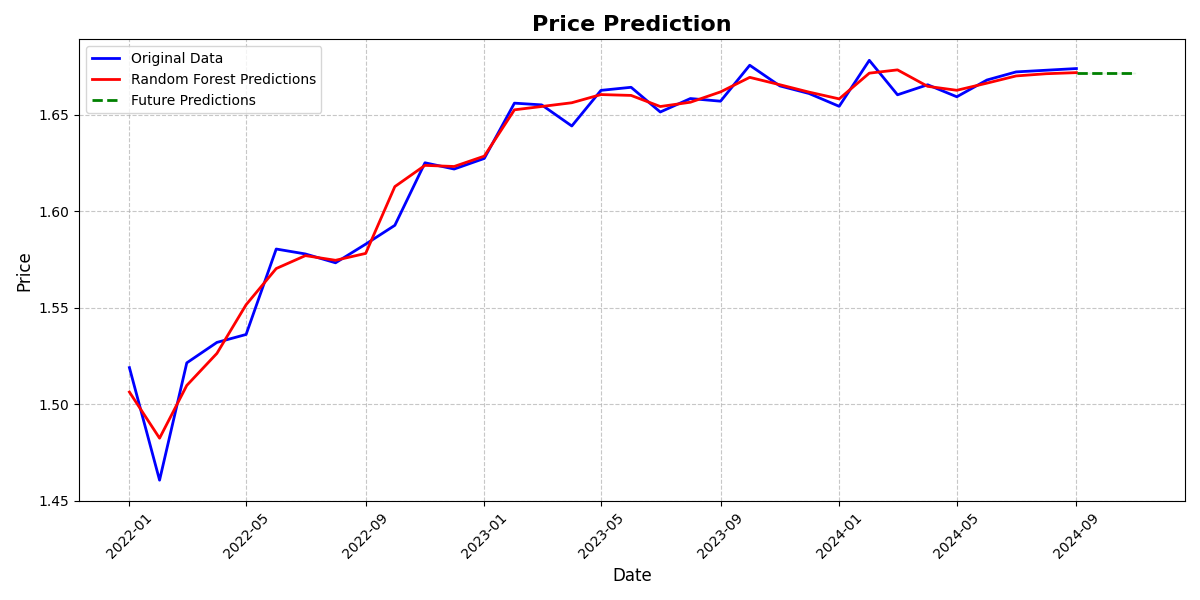 Price Prediction
Original Data
Random Forest Predictions
Future Predictions
Price
1.65
1.60
1.55
1.50
1.45
2022-01
2022-05
2022-09
2023-01
2023-05
2023-09
2024-01
2024-05
2024-09
Date